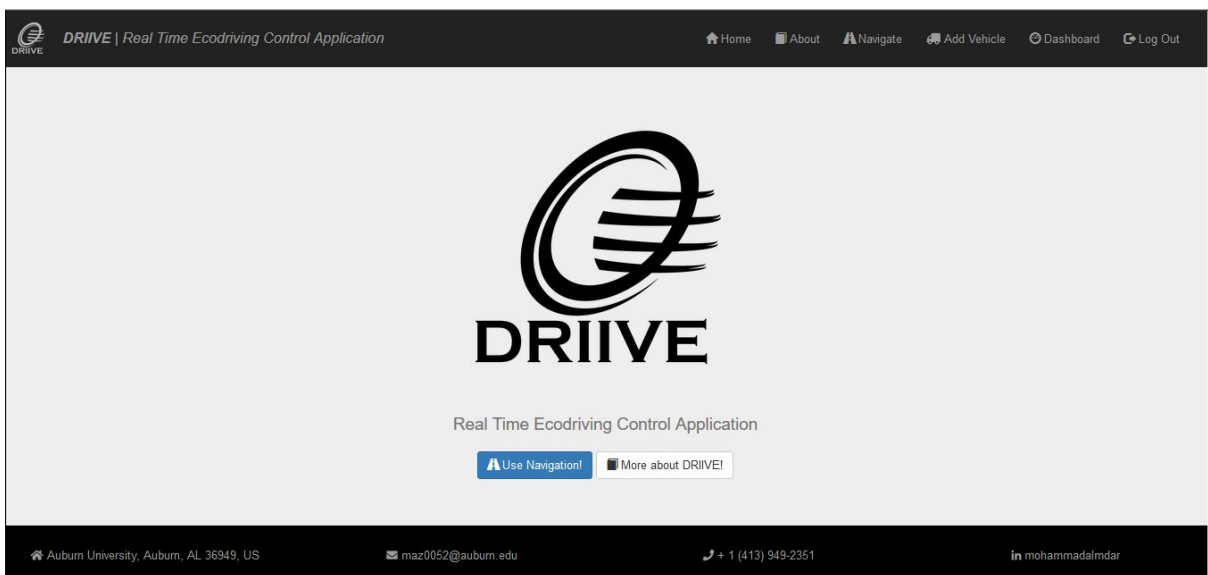 DRIIVE
DRIIVE | Real Time Ecodriving Control Application
Home About Navigate Add Vehicle Dashboard Log Out
DRIIVE
Real Time Ecodriving Control Application
Use Navigation! More about DRIIVE!
Auburn University, Auburn, AL 36949, US maz0052@auburn.edu + 1 (413) 949-2351 in mohammadalmdar